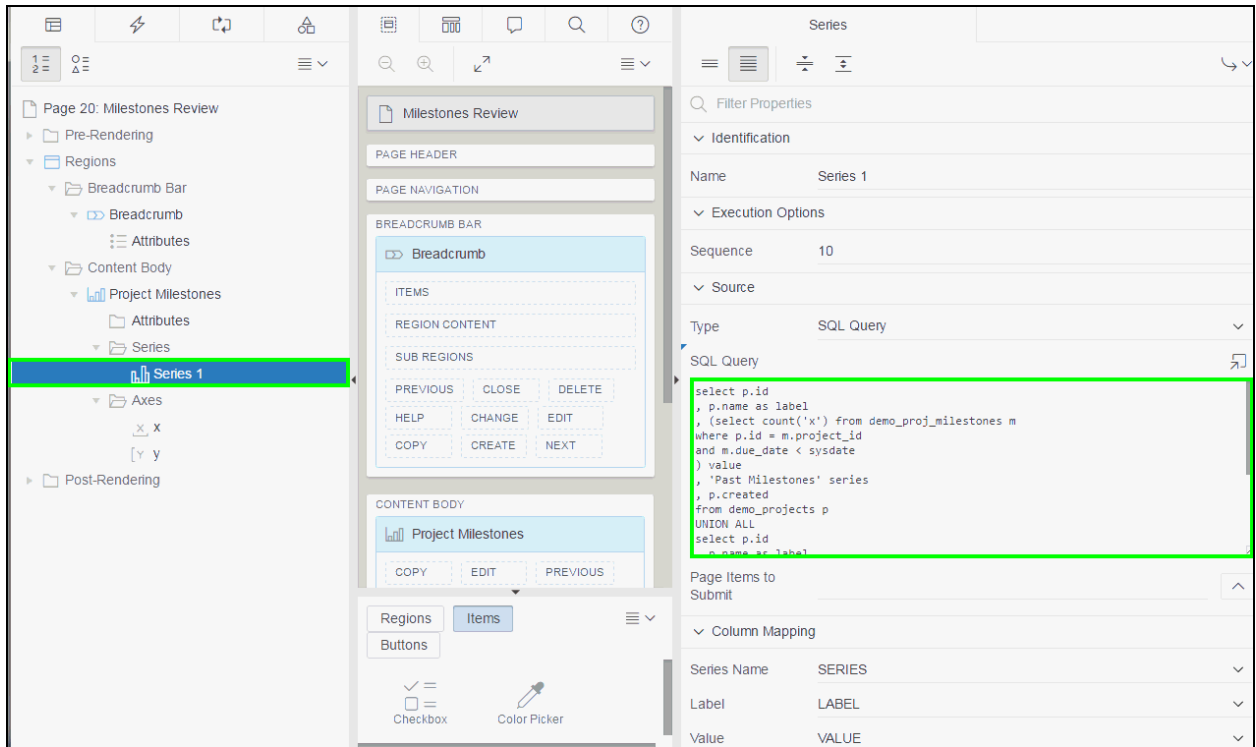 Page 20: Milestones Review
Pre-Rendering
Regions
Breadcrumb Bar
Breadcrumb
Attributes
Content Body
Project Milestones
Attributes
Series
Series 1
Axes
x
y
Post-Rendering
Milestones Review
PAGE HEADER
PAGE NAVIGATION
BREADCRUMB BAR
Breadcrumb
ITEMS
REGION CONTENT
SUB REGIONS
PREVIOUS CLOSE DELETE
HELP CHANGE EDIT
COPY CREATE NEXT
CONTENT BODY
Project Milestones
COPY EDIT PREVIOUS
Regions Items
Buttons
Checkbox Color Picker
Series
Filter Properties
Identification
Name Series 1
Execution Options
Sequence 10
Source
Type SQL Query
SQL Query
select p.id
, p.name as label
, (select count('x') from demo_proj_milestones m
where p.id = m.project_id
and m.due_date < sysdate
) value
, 'Past Milestones' series
, p.created
from demo_projects p
UNION ALL
select p.id
, p.name as label
Page Items to
Submit
Column Mapping
Series Name SERIES
Label LABEL
Value VALUE